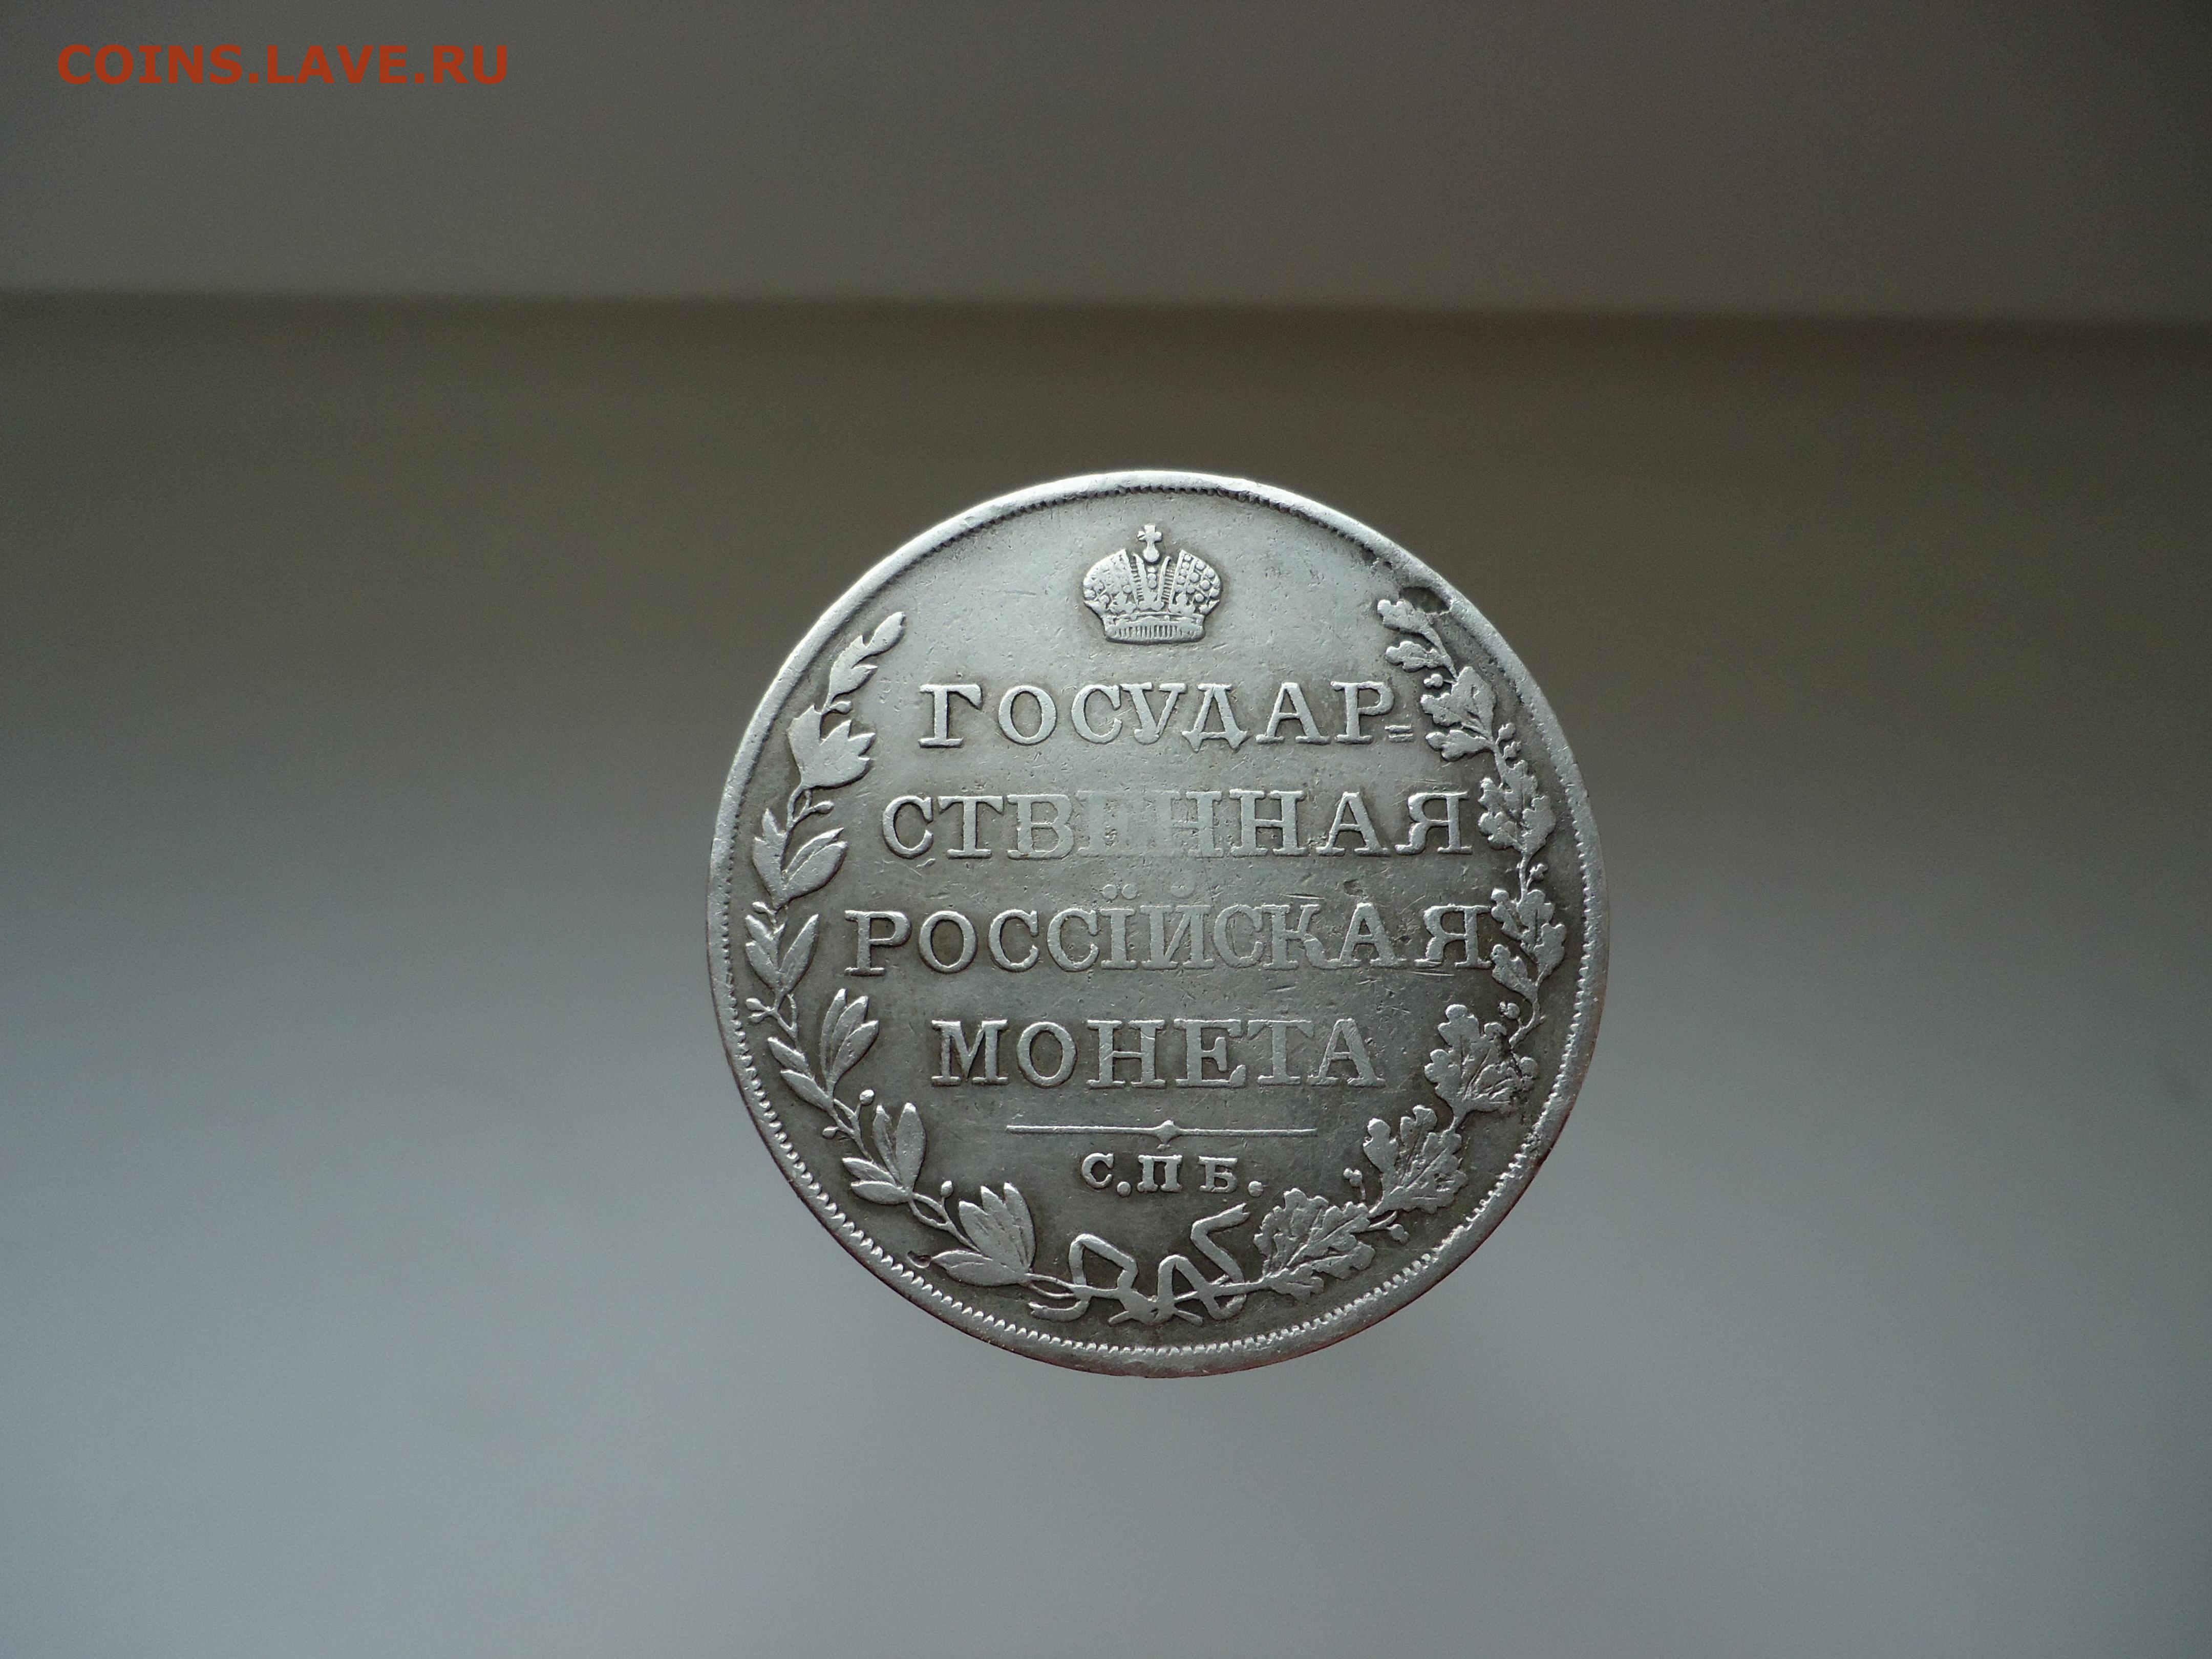 COINS.LAVE.RU
ГОСУДАР=
СТВЕННАЯ
РОССІЙСКАЯ
МОНЕТА
С.П Б.